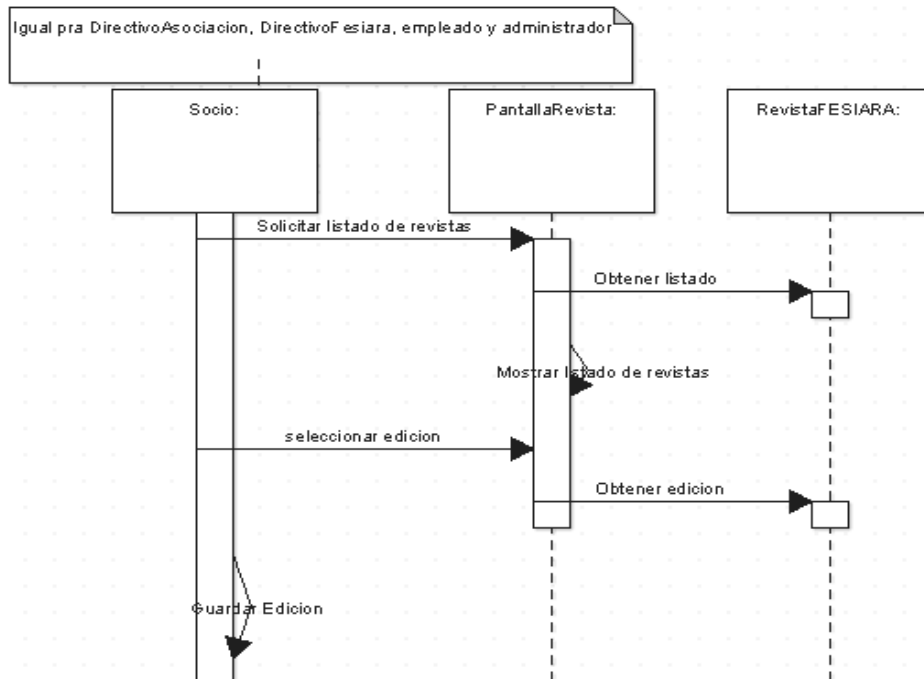 Igual pra DirectivoAsociacion, DirectivoFesiara, empleado y administrador
Socio:
PantallaRevista:
RevistaFESIARA:
Solicitar listado de revistas
Obtener listado
Mostrar listado de revistas
seleccionar edicion
Obtener edicion
Guardar Edicion